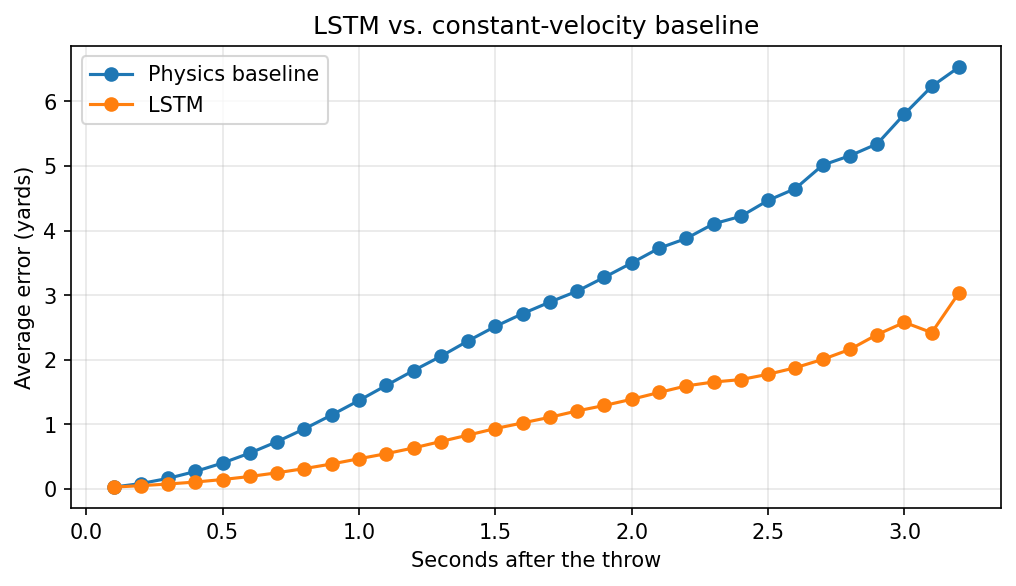 LSTM vs. constant-velocity baseline
Physics baseline
LSTM
Average error (yards)
6
5
4
3
2
1
0
0.0 0.5 1.0 1.5 2.0 2.5 3.0
Seconds after the throw